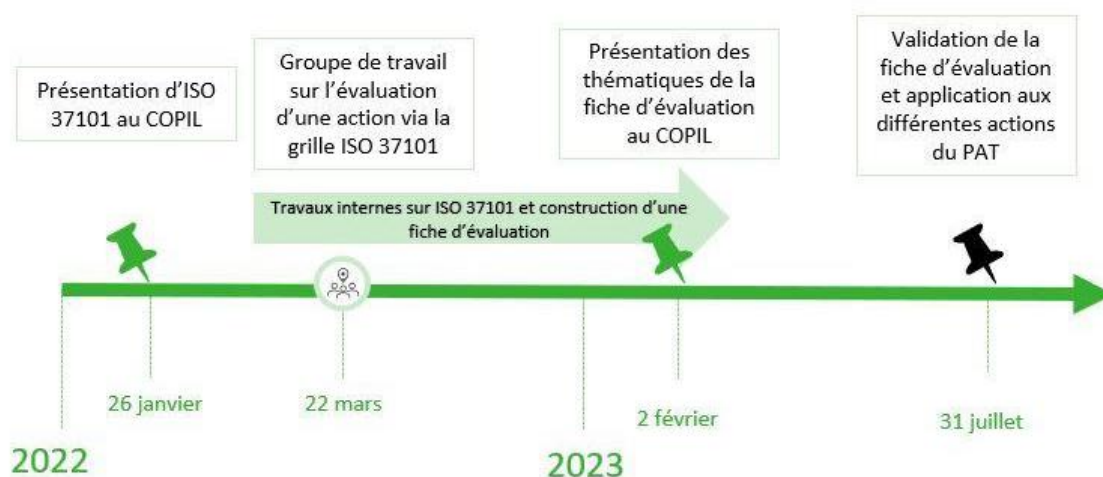 Présentation d’ISO
37101 au COPIL
Groupe de travail
sur l’évaluation
d’une action via la
grille ISO 37101
Présentation des
thématiques de la
fiche d’évaluation
au COPIL
Validation de la
fiche d’évaluation
et application aux
différentes actions
du PAT
Travaux internes sur ISO 37101 et construction d’une
fiche d’évaluation
26 janvier
22 mars
2 février
31 juillet
2022
2023